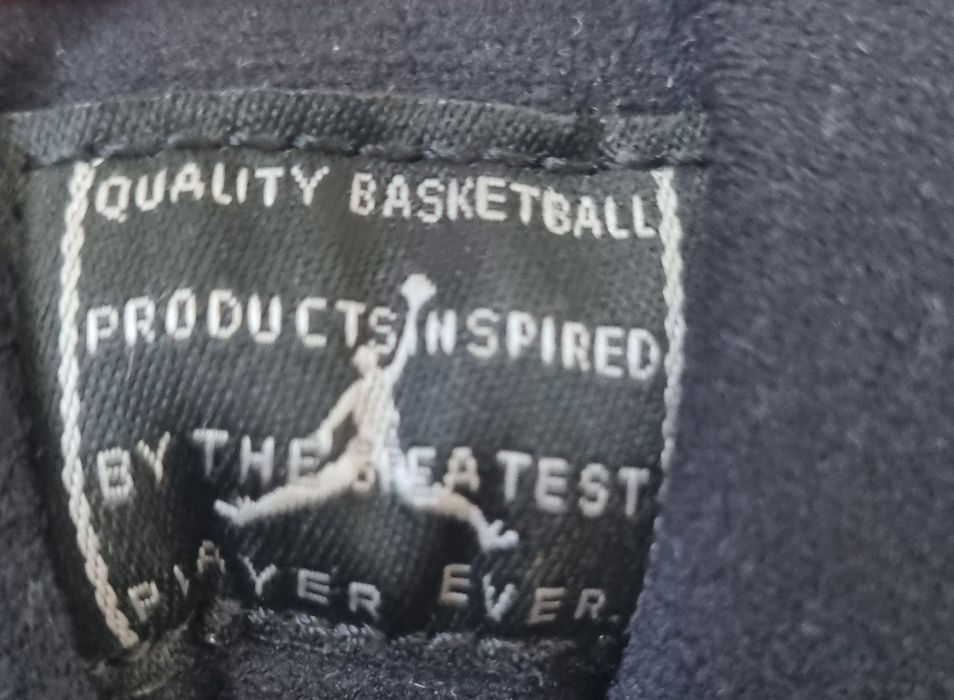 QUALITY BASKETBALL
PRODUCTS INSPIRED
BY THE GREATEST
PLAYER EVER.